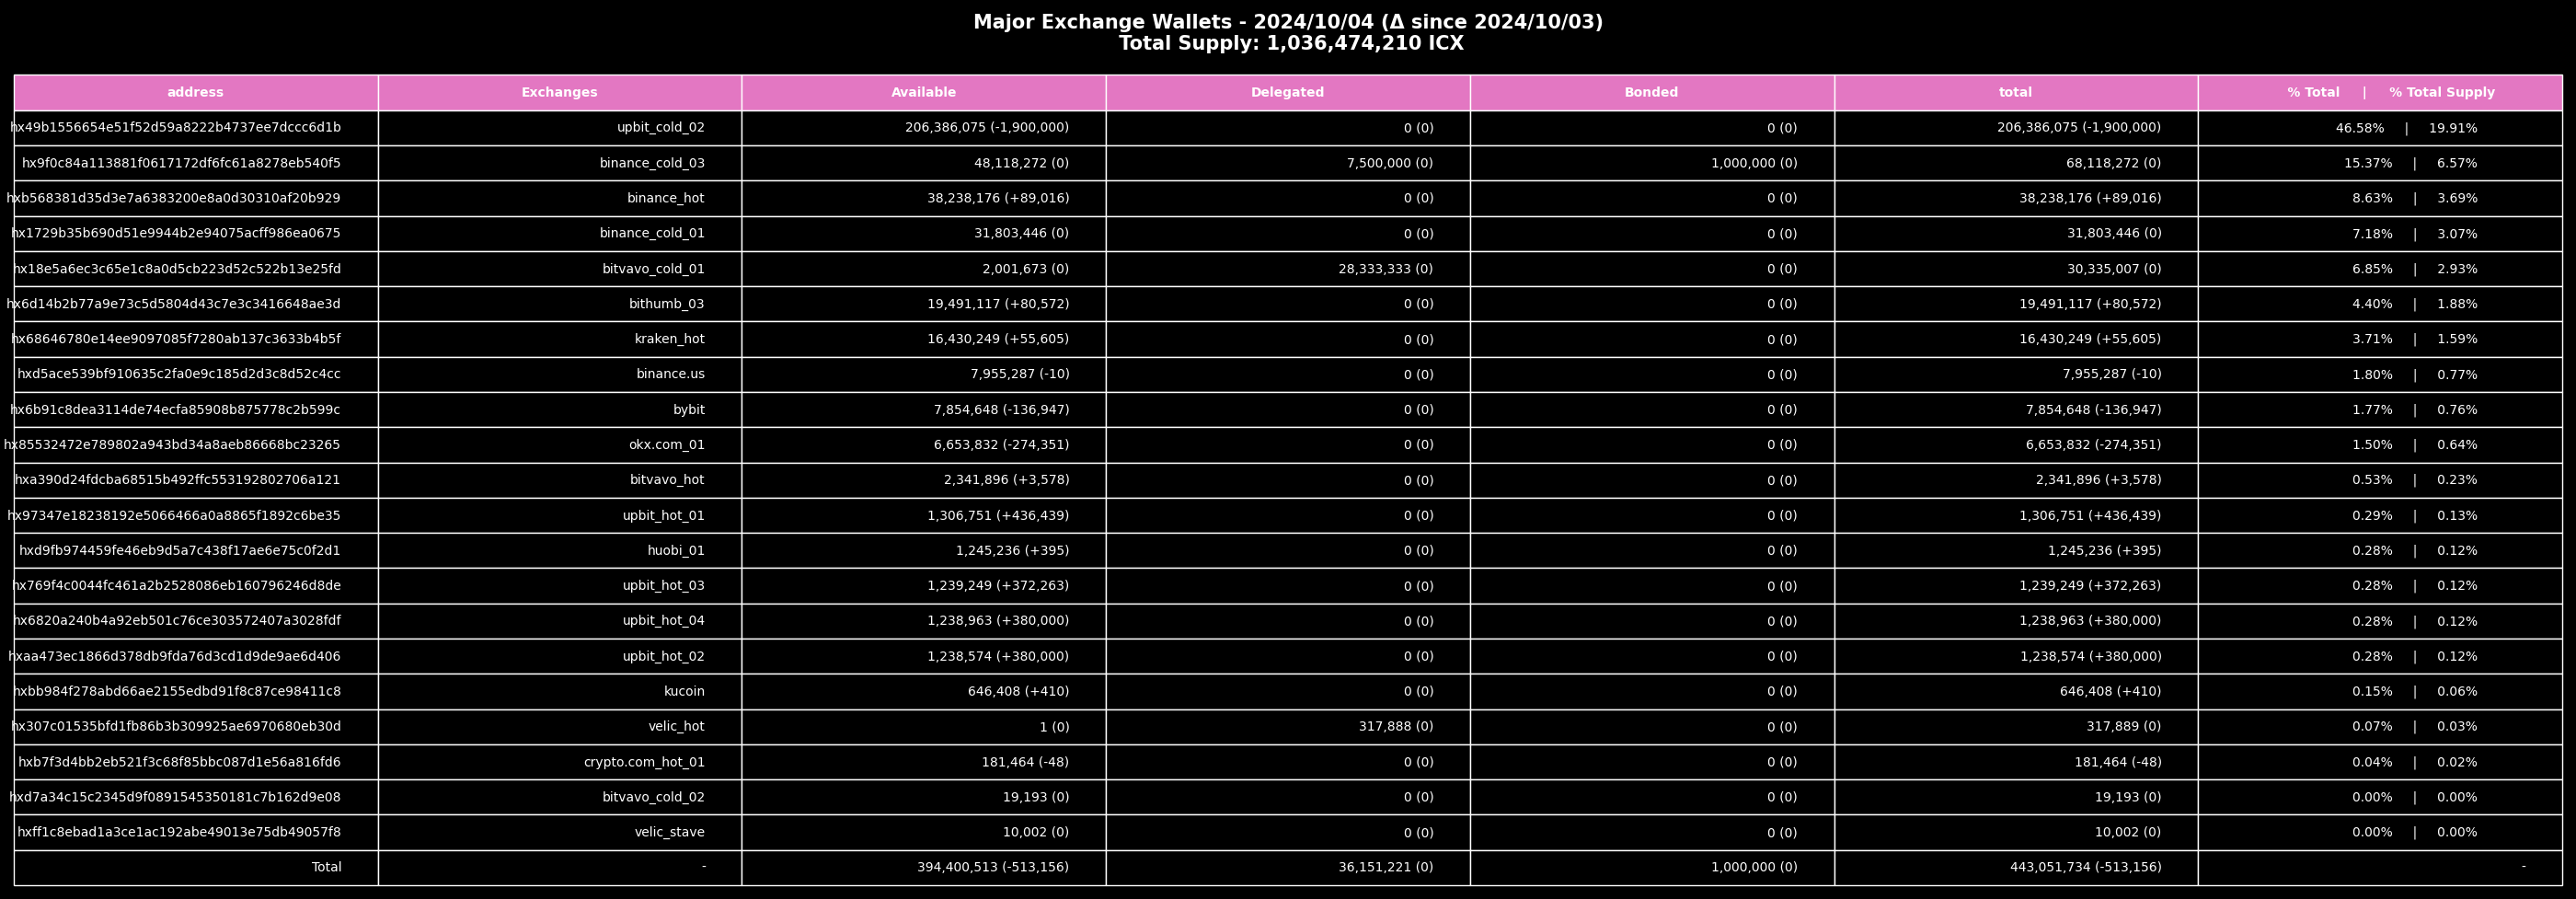 Major Exchange Wallets - 2024/10/04 (Δ since 2024/10/03)
Total Supply: 1,036,474,210 ICX
address Exchanges Available Delegated Bonded total % Total | % Total Supply
hx49b1556654e51f52d59a8222b4737ee7dccc6d1b upbit_cold_02 206,386,075 (-1,900,000) 0 (0) 0 (0) 206,386,075 (-1,900,000) 46.58% | 19.91%
hx9f0c84a113881f0617172df6fc61a8278eb540f5 binance_cold_03 48,118,272 (0) 7,500,000 (0) 1,000,000 (0) 68,118,272 (0) 15.37% | 6.57%
hxb568381d35d3e7a6383200e8a0d30310af20b929 binance_hot 38,238,176 (+89,016) 0 (0) 0 (0) 38,238,176 (+89,016) 8.63% | 3.69%
hx1729b35b690d51e9944b2e94075acff986ea0675 binance_cold_01 31,803,446 (0) 0 (0) 0 (0) 31,803,446 (0) 7.18% | 3.07%
hx18e5a6ec3c65e1c8a0d5cb223d52c522b13e25fd bitvavo_cold_01 2,001,673 (0) 28,333,333 (0) 0 (0) 30,335,007 (0) 6.85% | 2.93%
hx6d14b2b77a9e73c5d5804d43c7e3c3416648ae3d bithumb_03 19,491,117 (+80,572) 0 (0) 0 (0) 19,491,117 (+80,572) 4.40% | 1.88%
hx68646780e14ee9097085f7280ab137c3633b4b5f kraken_hot 16,430,249 (+55,605) 0 (0) 0 (0) 16,430,249 (+55,605) 3.71% | 1.59%
hxd5ace539bf910635c2fa0e9c185d2d3c8d52c4cc binance.us 7,955,287 (-10) 0 (0) 0 (0) 7,955,287 (-10) 1.80% | 0.77%
hx6b91c8dea3114de74ecfa85908b875778c2b599c bybit 7,854,648 (-136,947) 0 (0) 0 (0) 7,854,648 (-136,947) 1.77% | 0.76%
hx85532472e789802a943bd34a8aeb86668bc23265 okx.com_01 6,653,832 (-274,351) 0 (0) 0 (0) 6,653,832 (-274,351) 1.50% | 0.64%
hxa390d24fdcba68515b492ffc553192802706a121 bitvavo_hot 2,341,896 (+3,578) 0 (0) 0 (0) 2,341,896 (+3,578) 0.53% | 0.23%
hx97347e18238192e5066466a0a8865f1892c6be35 upbit_hot_01 1,306,751 (+436,439) 0 (0) 0 (0) 1,306,751 (+436,439) 0.29% | 0.13%
hxd9fb974459fe46eb9d5a7c438f17ae6e75c0f2d1 huobi_01 1,245,236 (+395) 0 (0) 0 (0) 1,245,236 (+395) 0.28% | 0.12%
hx769f4c0044fc461a2b2528086eb160796246d8de upbit_hot_03 1,239,249 (+372,263) 0 (0) 0 (0) 1,239,249 (+372,263) 0.28% | 0.12%
hx6820a240b4a92eb501c76ce303572407a3028fdf upbit_hot_04 1,238,963 (+380,000) 0 (0) 0 (0) 1,238,963 (+380,000) 0.28% | 0.12%
hxaa473ec1866d378db9fda76d3cd1d9de9ae6d406 upbit_hot_02 1,238,574 (+380,000) 0 (0) 0 (0) 1,238,574 (+380,000) 0.28% | 0.12%
hxbb984f278abd66ae2155edbd91f8c87ce98411c8 kucoin 646,408 (+410) 0 (0) 0 (0) 646,408 (+410) 0.15% | 0.06%
hx307c01535bfd1fb86b3b309925ae6970680eb30d velic_hot 1 (0) 317,888 (0) 0 (0) 317,889 (0) 0.07% | 0.03%
hxb7f3d4bb2eb521f3c68f85bbc087d1e56a816fd6 crypto.com_hot_01 181,464 (-48) 0 (0) 0 (0) 181,464 (-48) 0.04% | 0.02%
hxd7a34c15c2345d9f0891545350181c7b162d9e08 bitvavo_cold_02 19,193 (0) 0 (0) 0 (0) 19,193 (0) 0.00% | 0.00%
hxff1c8ebad1a3ce1ac192abe49013e75db49057f8 velic_stave 10,002 (0) 0 (0) 0 (0) 10,002 (0) 0.00% | 0.00%
Total - 394,400,513 (-513,156) 36,151,221 (0) 1,000,000 (0) 443,051,734 (-513,156) -